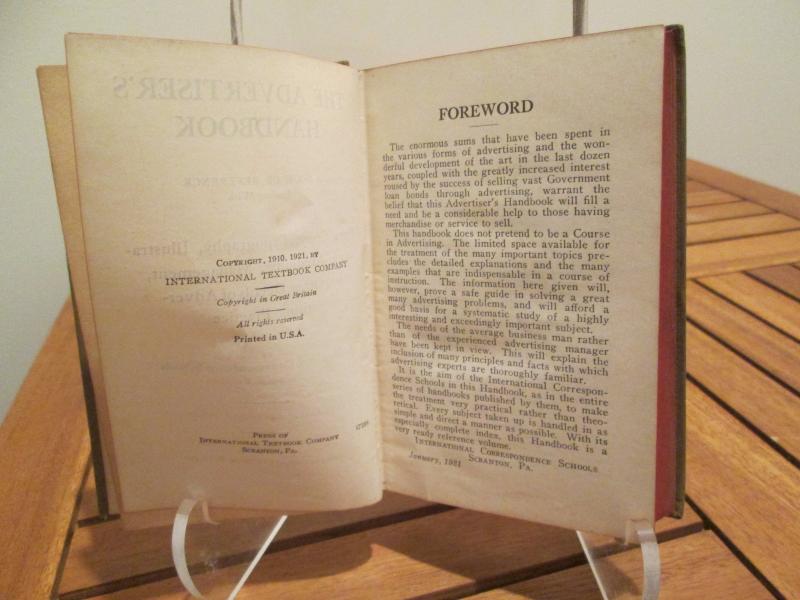 COPYRIGHT, 1910, 1921, BY
INTERNATIONAL TEXTBOOK COMPANY
Copyright in Great Britain
All rights reserved
Printed in U.S.A.
PRESS OF
INTERNATIONAL TEXTBOOK COMPANY
SCRANTON, PA.
FOREWORD
The enormous sums that have been spent in
the various forms of advertising and the won-
derful development of the art in the last dozen
years, coupled with the greatly increased interest
roused by the success of selling vast Government
loan bonds through advertising, warrant the
belief that this Advertiser's Handbook will fill a
need and be a considerable help to those having
merchandise or service to sell.
This handbook does not pretend to be a Course
in Advertising. The limited space available for
the treatment of the many important topics pre-
cludes the detailed explanations and the many
examples that are indispensable in a course of
instruction. The information here given will,
however, prove a safe guide in solving a great
many advertising problems, and will afford a
good basis for a systematic study of a highly
interesting and exceedingly important subject.
The needs of the average business man rather
than of the experienced advertising manager
have been kept in view. This will explain the
inclusion of many principles and facts with which
advertising experts are thoroughly familiar.
It is the aim of the International Correspon-
dence Schools in this Handbook, as in the entire
series of handbooks published by them, to make
the treatment very practical rather than theo-
retical. Every subject taken up is handled in as
simple and direct a manner as possible. With its
especially complete index, this Handbook is a
very ready reference volume.
INTERNATIONAL CORRESPONDENCE SCHOOLS
January, 1921 SCRANTON, PA.